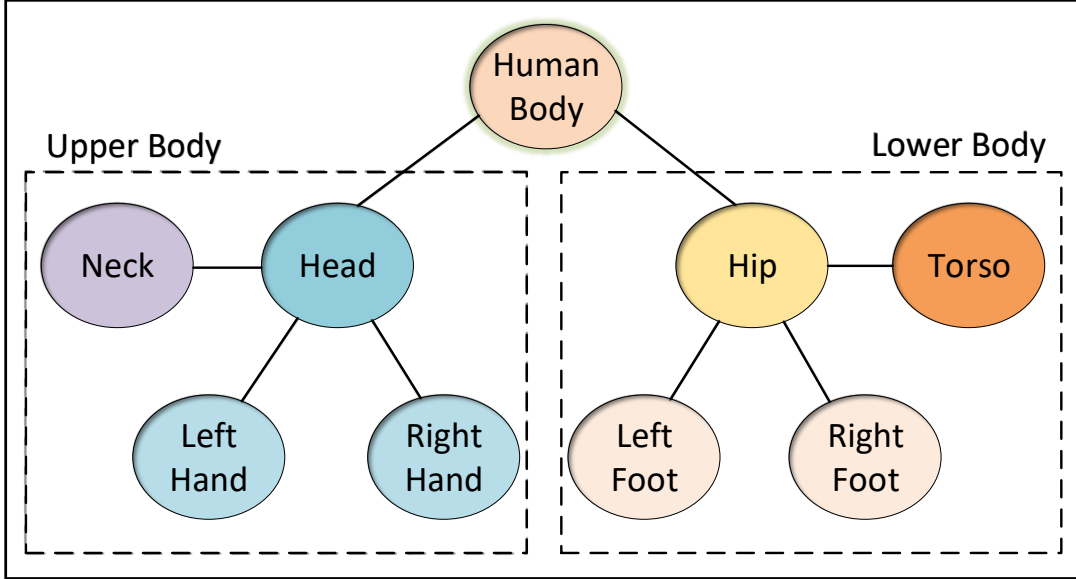 Human
Body
Upper Body
Lower Body
Neck
Head
Hip
Torso
Left
Hand
Right
Hand
Left
Foot
Right
Foot